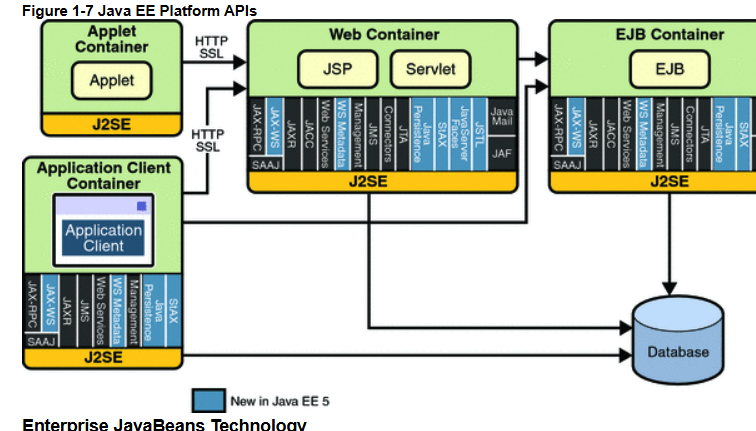 Figure 1-7 Java EE Platform APIs
Applet
Container
Applet
J2SE
HTTP
SSL
HTTP
SSL
Web Container
JSP
Servlet
JAX-RPC
JAX-WS
SAAJ
JAXR
JACC
Web Services
WS Metadata
Management
JMS
Connectors
JTA
Java
Persistence
StAX
JavaServer
Faces
JSTL
Java
Mail
JAF
J2SE
EJB Container
EJB
JAX-RPC
JAX-WS
SAAJ
JAXR
JACC
Web Services
WS Metadata
Management
JMS
Connectors
JTA
Java
Persistence
StAX
J2SE
Application Client
Container
Application
Client
JAX-RPC
JAX-WS
SAAJ
JAXR
JMS
Web Services
WS Metadata
Management
Java
Persistence
StAX
J2SE
Database
New in Java EE 5
Enterprise JavaBeans Technology